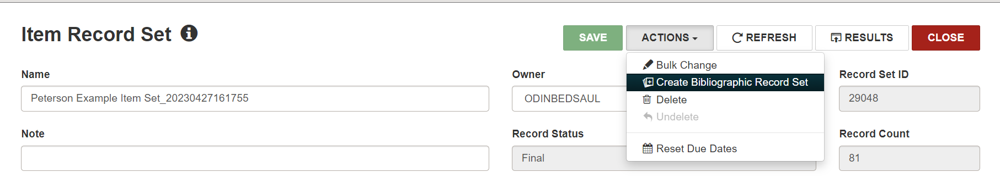 Item Record Set
SAVE
ACTIONS
REFRESH
RESULTS
CLOSE
Bulk Change
Create Bibliographic Record Set
Delete
Undelete
Reset Due Dates
Name
Peterson Example Item Set_20230427161755
Owner
ODINBEDSAUL
Record Set ID
29048
Note
Record Status
Final
Record Count
81